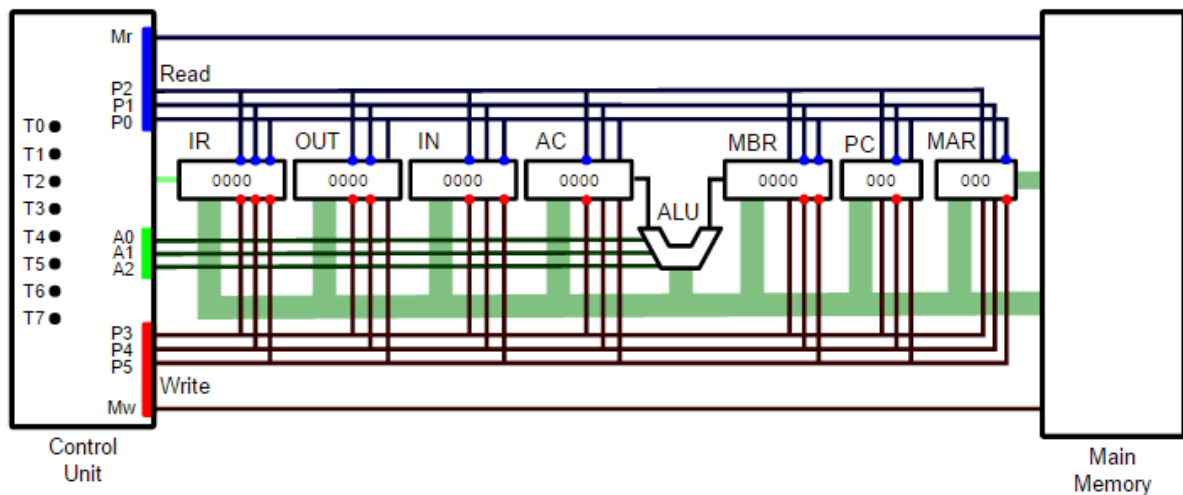 Mr
Read
P2
P1
P0
T0
T1
T2
T3
T4
T5
T6
T7
IR
OUT
IN
AC
MBR
PC
MAR
0000
0000
0000
0000
0000
000
000
ALU
A0
A1
A2
P3
P4
P5
Write
Mw
Control
Unit
Main
Memory